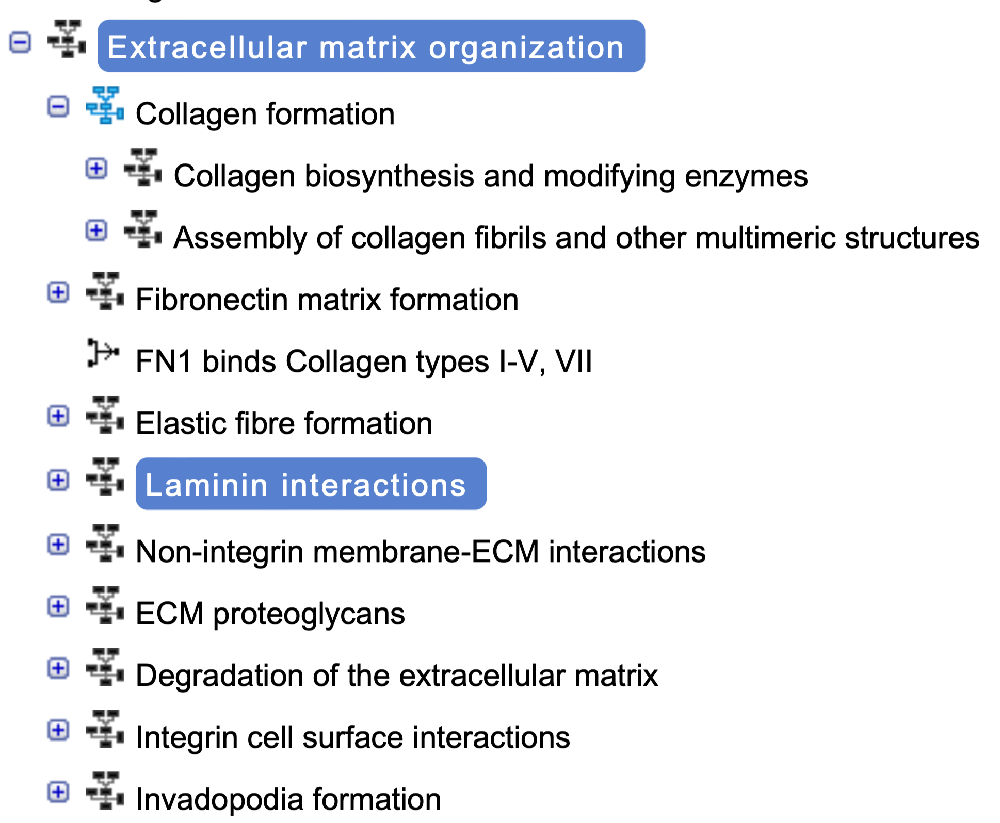 Extracellular matrix organization
Collagen formation
Collagen biosynthesis and modifying enzymes
Assembly of collagen fibrils and other multimeric structures
Fibronectin matrix formation
FN1 binds Collagen types I-V, VII
Elastic fibre formation
Laminin interactions
Non-integrin membrane-ECM interactions
ECM proteoglycans
Degradation of the extracellular matrix
Integrin cell surface interactions
Invadopodia formation